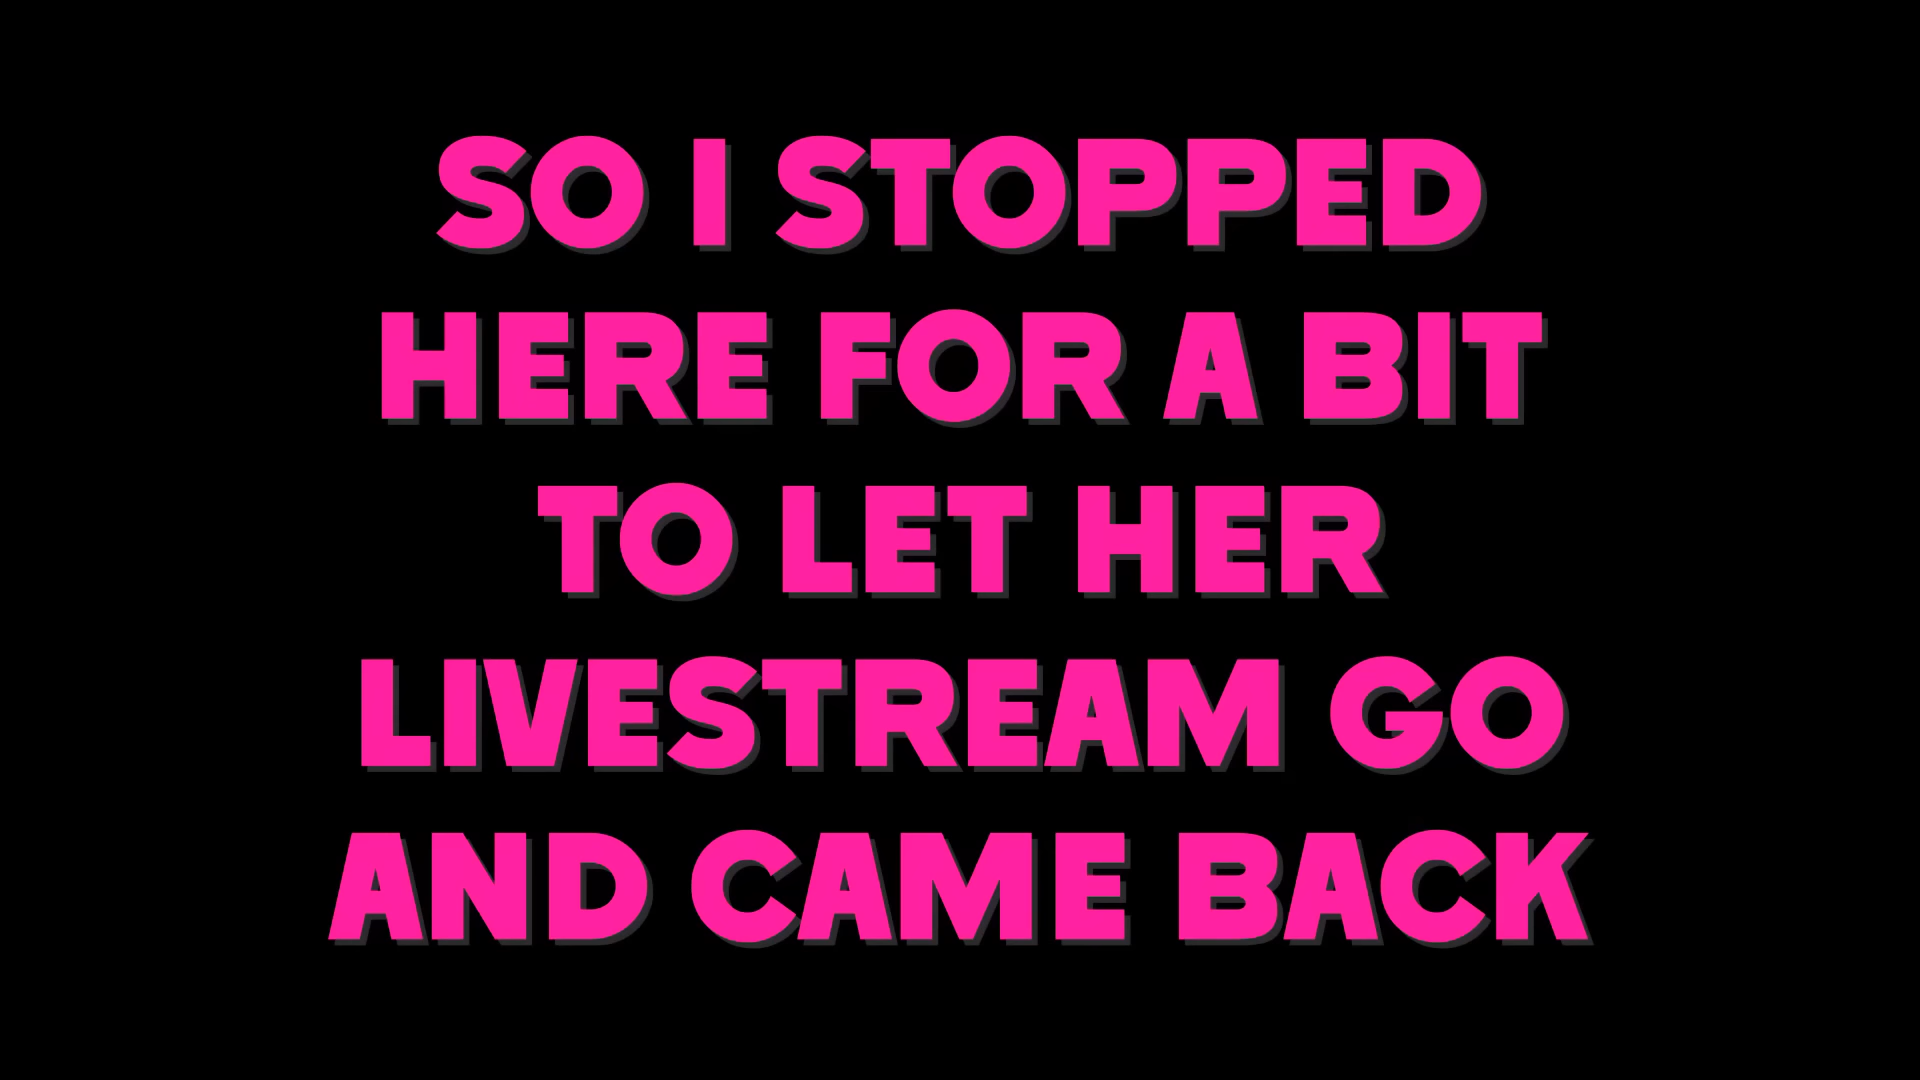 SO I STOPPED
HERE FOR A BIT
TO LET HER
LIVESTREAM GO
AND CAME BACK